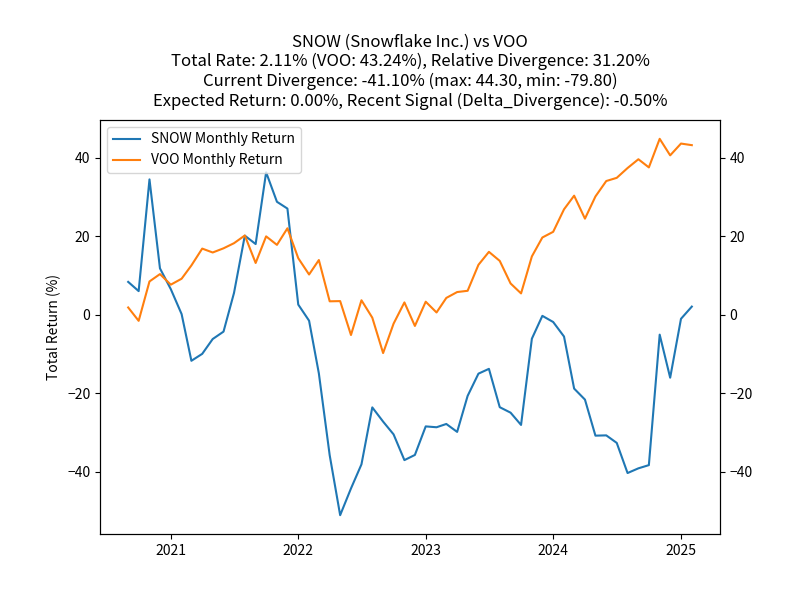 SNOW (Snowflake Inc.) vs VOO
Total Rate: 2.11% (VOO: 43.24%), Relative Divergence: 31.20%
Current Divergence: -41.10% (max: 44.30, min: -79.80)
Expected Return: 0.00%, Recent Signal (Delta_Divergence): -0.50%
SNOW Monthly Return
VOO Monthly Return
Total Return (%)
40
20
0
−20
−40
40
20
0
−20
−40
2021
2022
2023
2024
2025